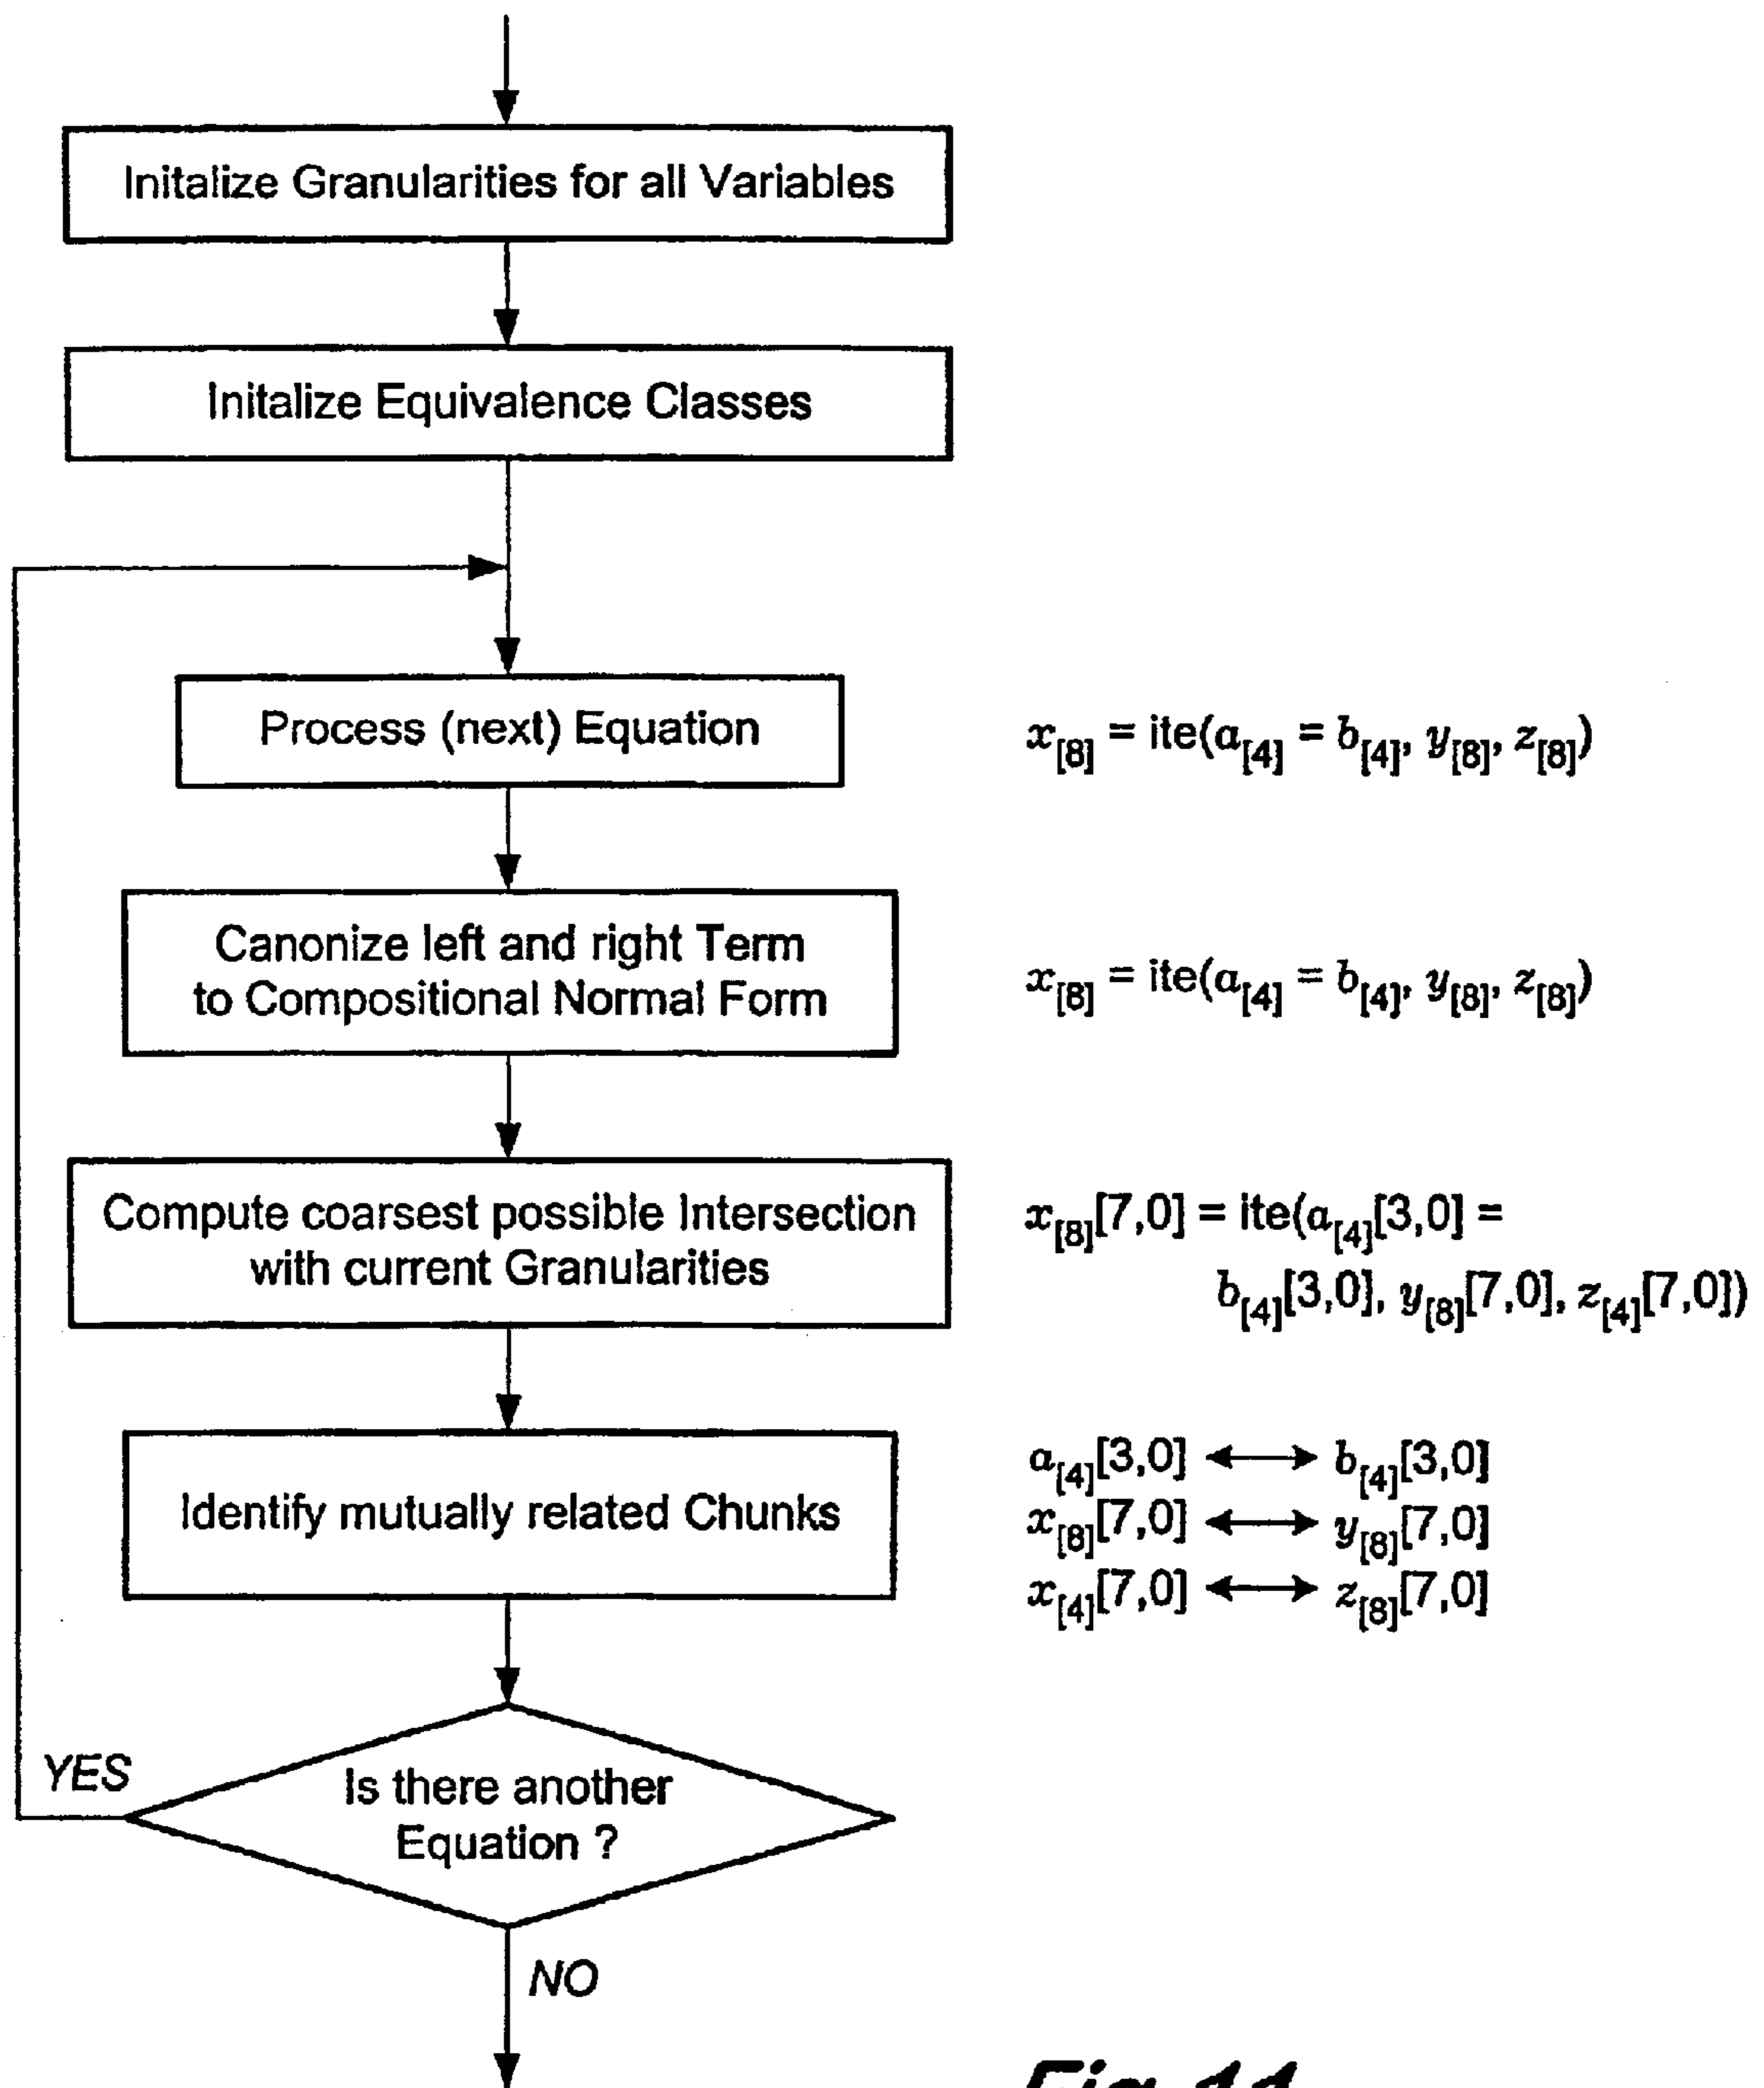 Initalize Granularities for all Variables
Initalize Equivalence Classes
Process (next) Equation
x[8] = ite(a[4] = b[4], y[8], z[8])
Canonize left and right Term
to Compositional Normal Form
x[8] = ite(a[4] = b[4], y[8], z[8])
Compute coarsest possible Intersection
with current Granularities
x[8][7,0] = ite(a[4][3,0] =
b[4][3,0], y[8][7,0], z[4][7,0])
Identify mutually related Chunks
a[4][3,0] ↔ b[4][3,0]
x[8][7,0] ↔ y[8][7,0]
x[4][7,0] ↔ z[8][7,0]
YES
Is there another
Equation ?
NO